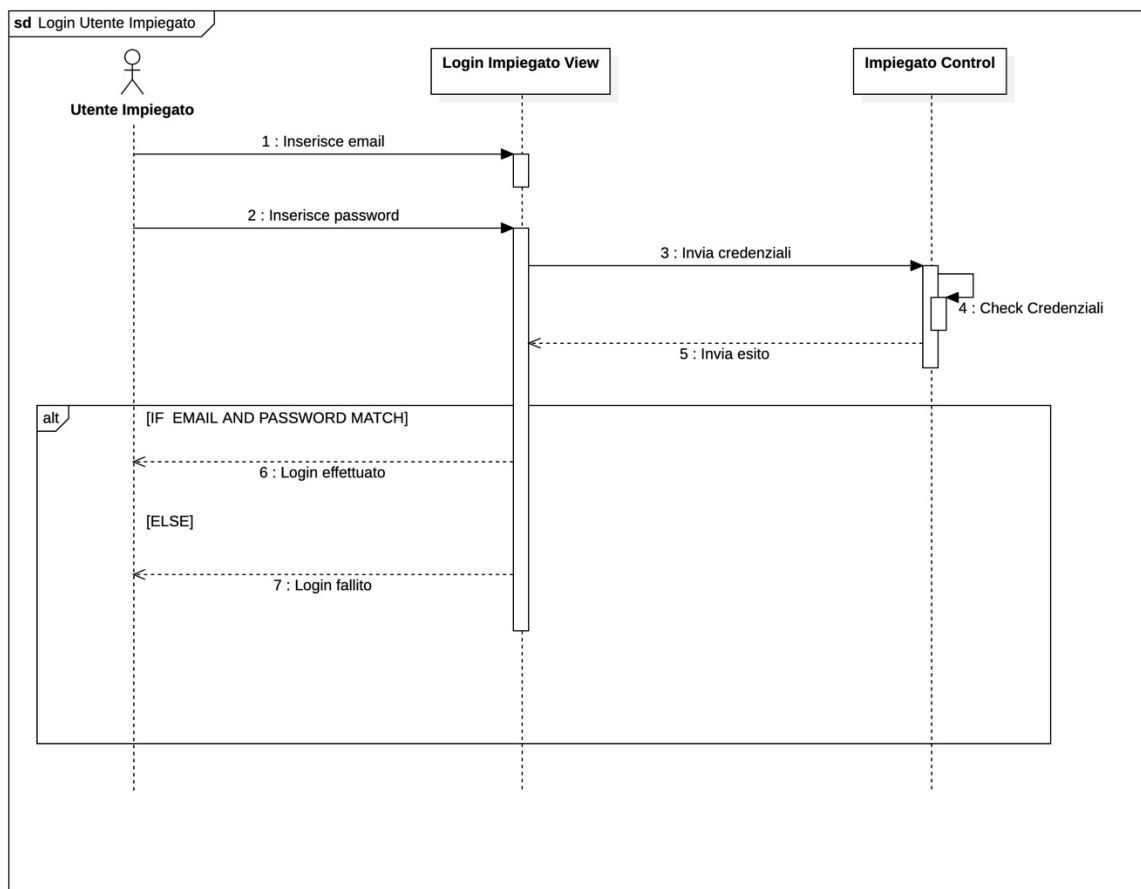 sd Login Utente Impiegato
Utente Impiegato
Login Impiegato View
Impiegato Control
1 : Inserisce email
2 : Inserisce password
3 : Invia credenziali
4 : Check Credenziali
5 : Invia esito
alt
[IF  EMAIL AND PASSWORD MATCH]
6 : Login effettuato
[ELSE]
7 : Login fallito